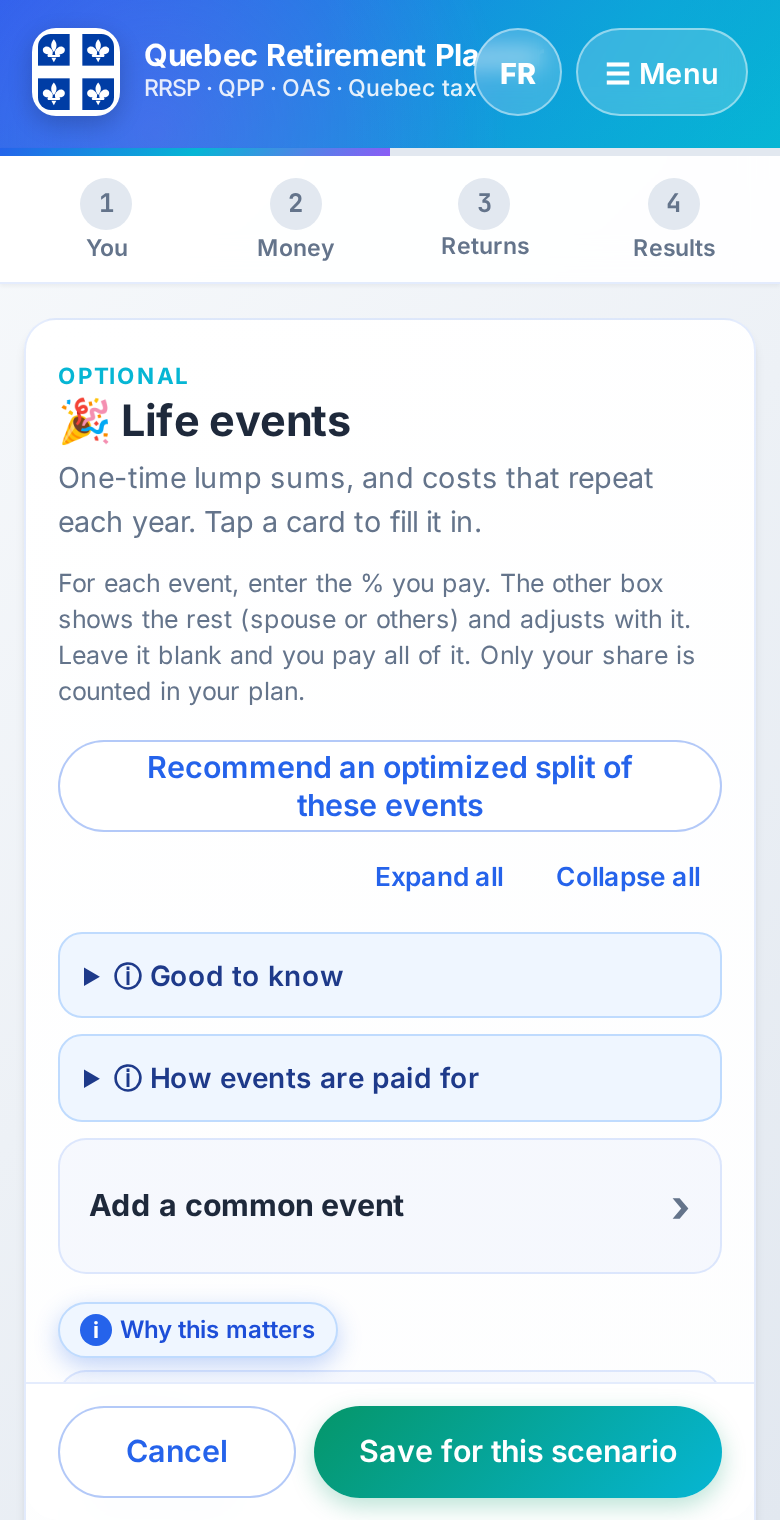 Quebec Retirement Pla
RRSP · QPP · OAS · Quebec tax
FR
☰ Menu
1
You
2
Money
3
Returns
4
Results
OPTIONAL
🎉 Life events
One-time lump sums, and costs that repeat
each year. Tap a card to fill it in.
For each event, enter the % you pay. The other box
shows the rest (spouse or others) and adjusts with it.
Leave it blank and you pay all of it. Only your share is
counted in your plan.
Recommend an optimized split of
these events
Expand all
Collapse all
▶ ⓘ Good to know
▶ ⓘ How events are paid for
Add a common event ›
i Why this matters
Cancel
Save for this scenario